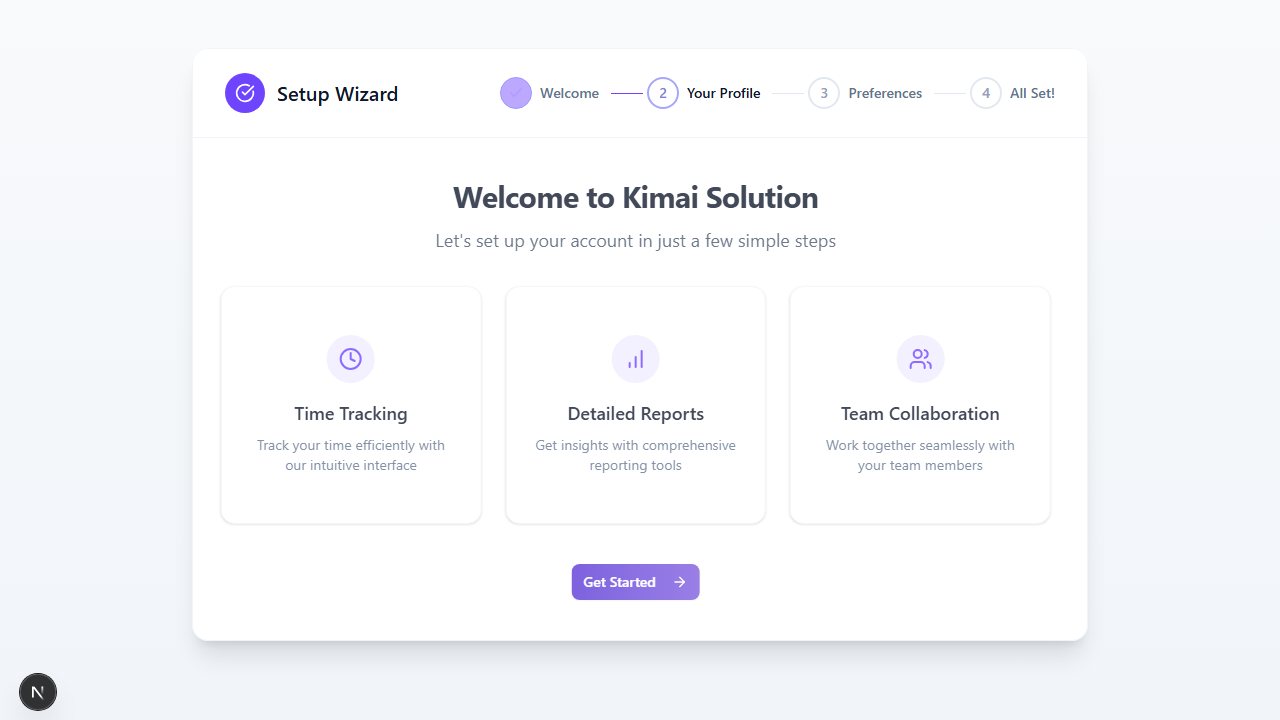 Setup Wizard
Welcome
2 Your Profile
3 Preferences
4 All Set!
Welcome to Kimai Solution
Let's set up your account in just a few simple steps
Time Tracking
Track your time efficiently with
our intuitive interface
Detailed Reports
Get insights with comprehensive
reporting tools
Team Collaboration
Work together seamlessly with
your team members
Get Started
N